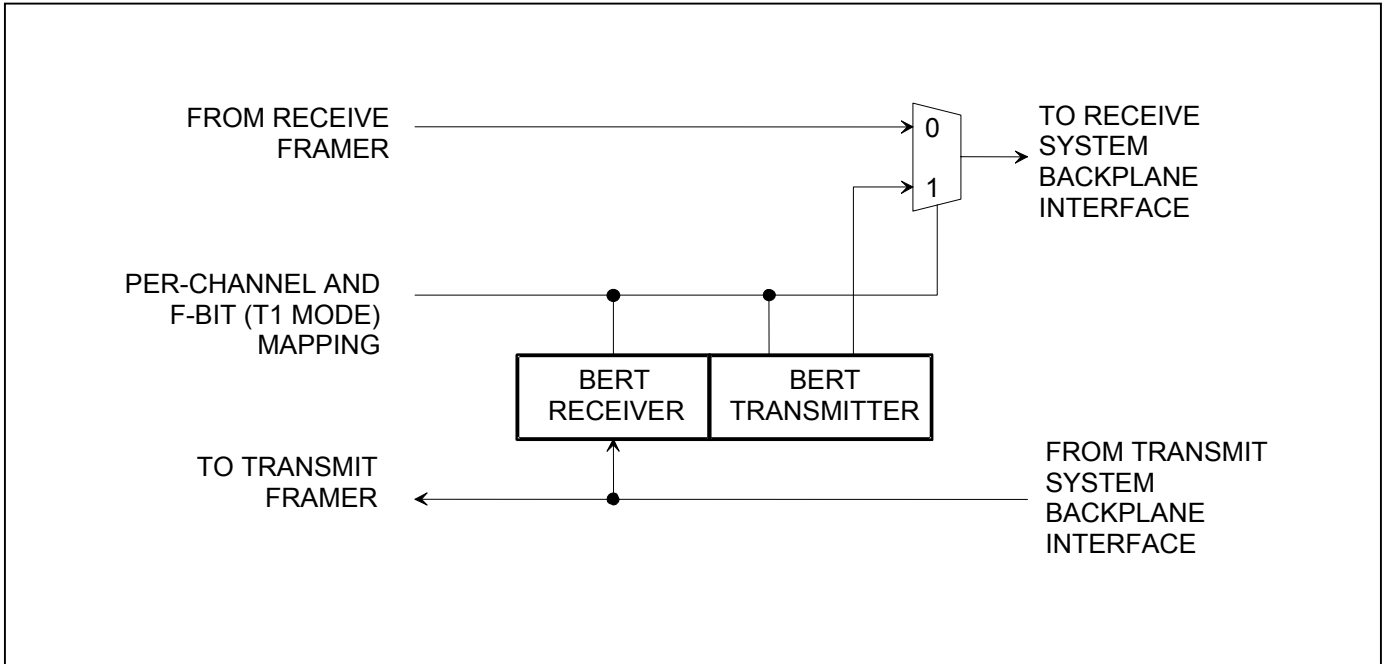 FROM RECEIVE
FRAMER
0
1
TO RECEIVE
SYSTEM
BACKPLANE
INTERFACE
PER-CHANNEL AND
F-BIT (T1 MODE)
MAPPING
BERT
RECEIVER
BERT
TRANSMITTER
TO TRANSMIT
FRAMER
FROM TRANSMIT
SYSTEM
BACKPLANE
INTERFACE